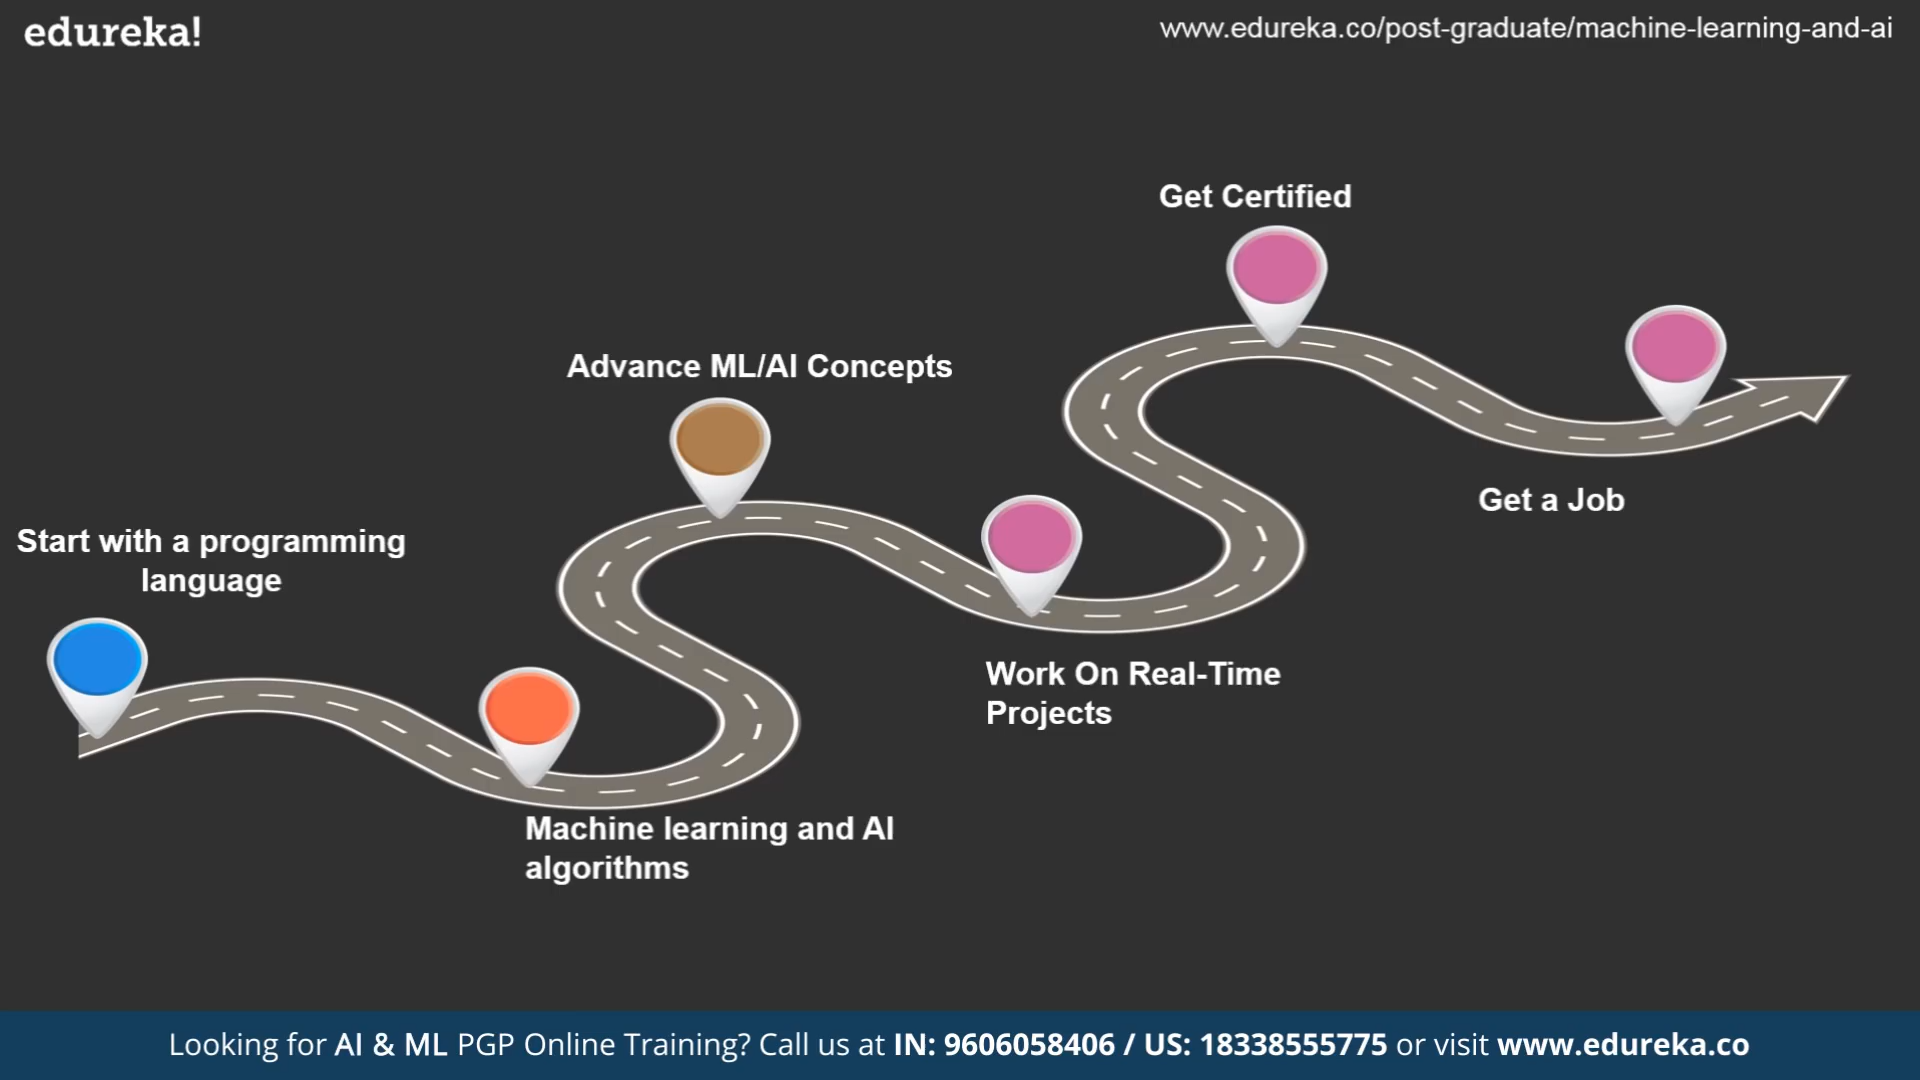 edureka!
www.edureka.co/post-graduate/machine-learning-and-ai
Get Certified
Advance ML/AI Concepts
Get a Job
Start with a programming
language
Work On Real-Time
Projects
Machine learning and AI
algorithms
Looking for AI & ML PGP Online Training? Call us at IN: 9606058406 / US: 18338555775 or visit www.edureka.co